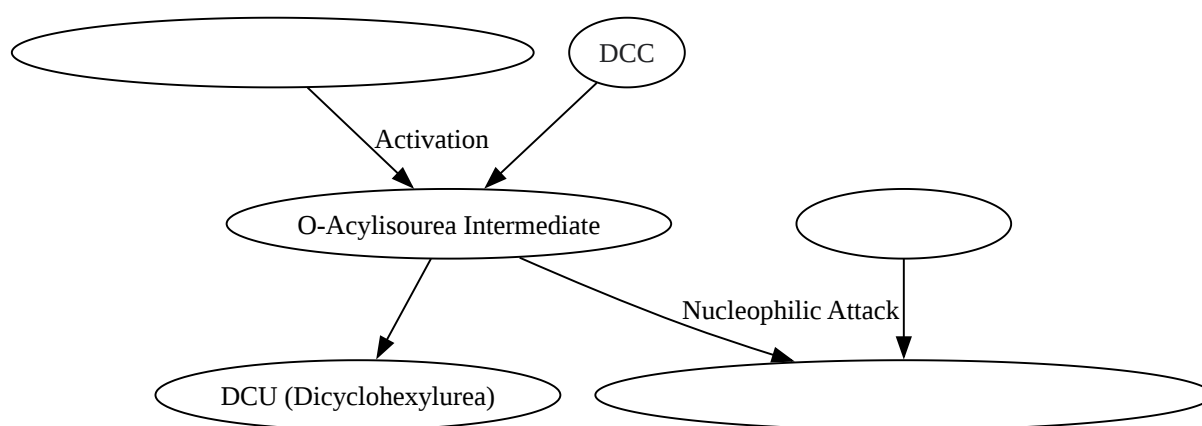 DCC
Activation
O-Acylisourea Intermediate
Nucleophilic Attack
DCU (Dicyclohexylurea)